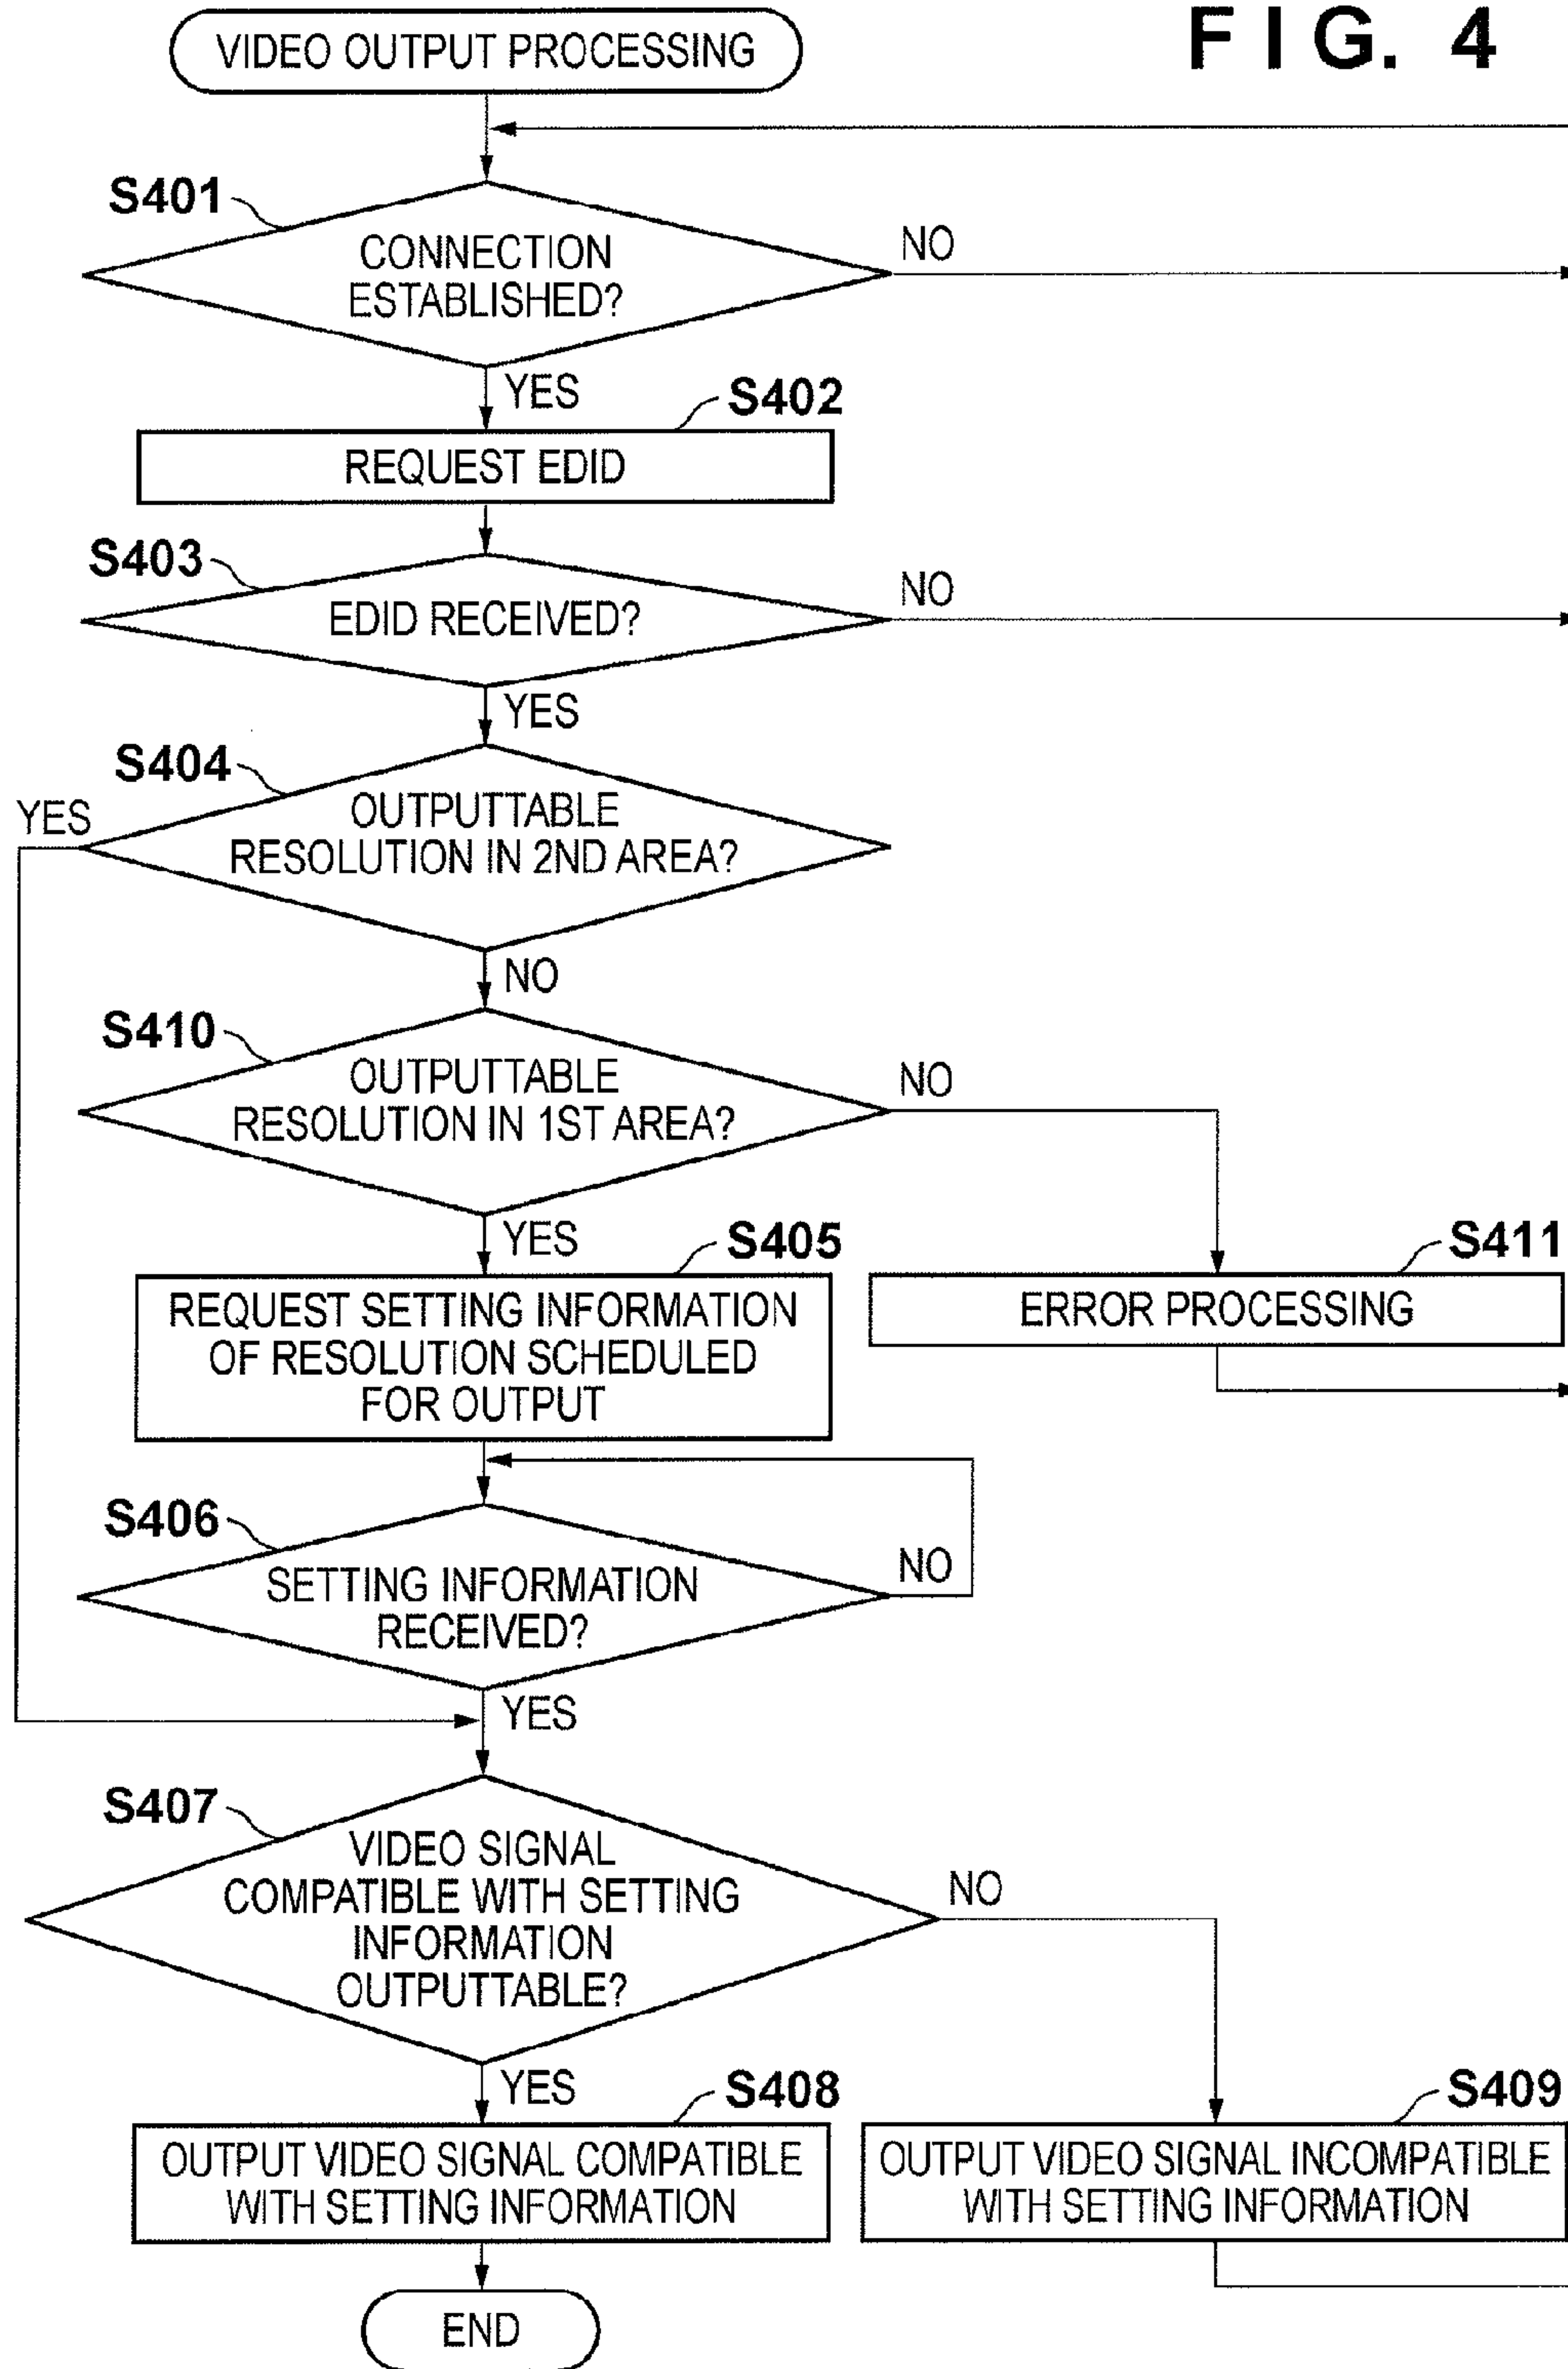 FIG. 4
VIDEO OUTPUT PROCESSING
S401
CONNECTION
ESTABLISHED?
NO
YES
S402
REQUEST EDID
S403
EDID RECEIVED?
NO
YES
S404
OUTPUTTABLE
RESOLUTION IN 2ND AREA?
YES
NO
S410
OUTPUTTABLE
RESOLUTION IN 1ST AREA?
NO
YES
S405
REQUEST SETTING INFORMATION
OF RESOLUTION SCHEDULED
FOR OUTPUT
S411
ERROR PROCESSING
S406
SETTING INFORMATION
RECEIVED?
NO
YES
S407
VIDEO SIGNAL
COMPATIBLE WITH SETTING
INFORMATION
OUTPUTTABLE?
NO
YES
S408
OUTPUT VIDEO SIGNAL COMPATIBLE
WITH SETTING INFORMATION
S409
OUTPUT VIDEO SIGNAL INCOMPATIBLE
WITH SETTING INFORMATION
END